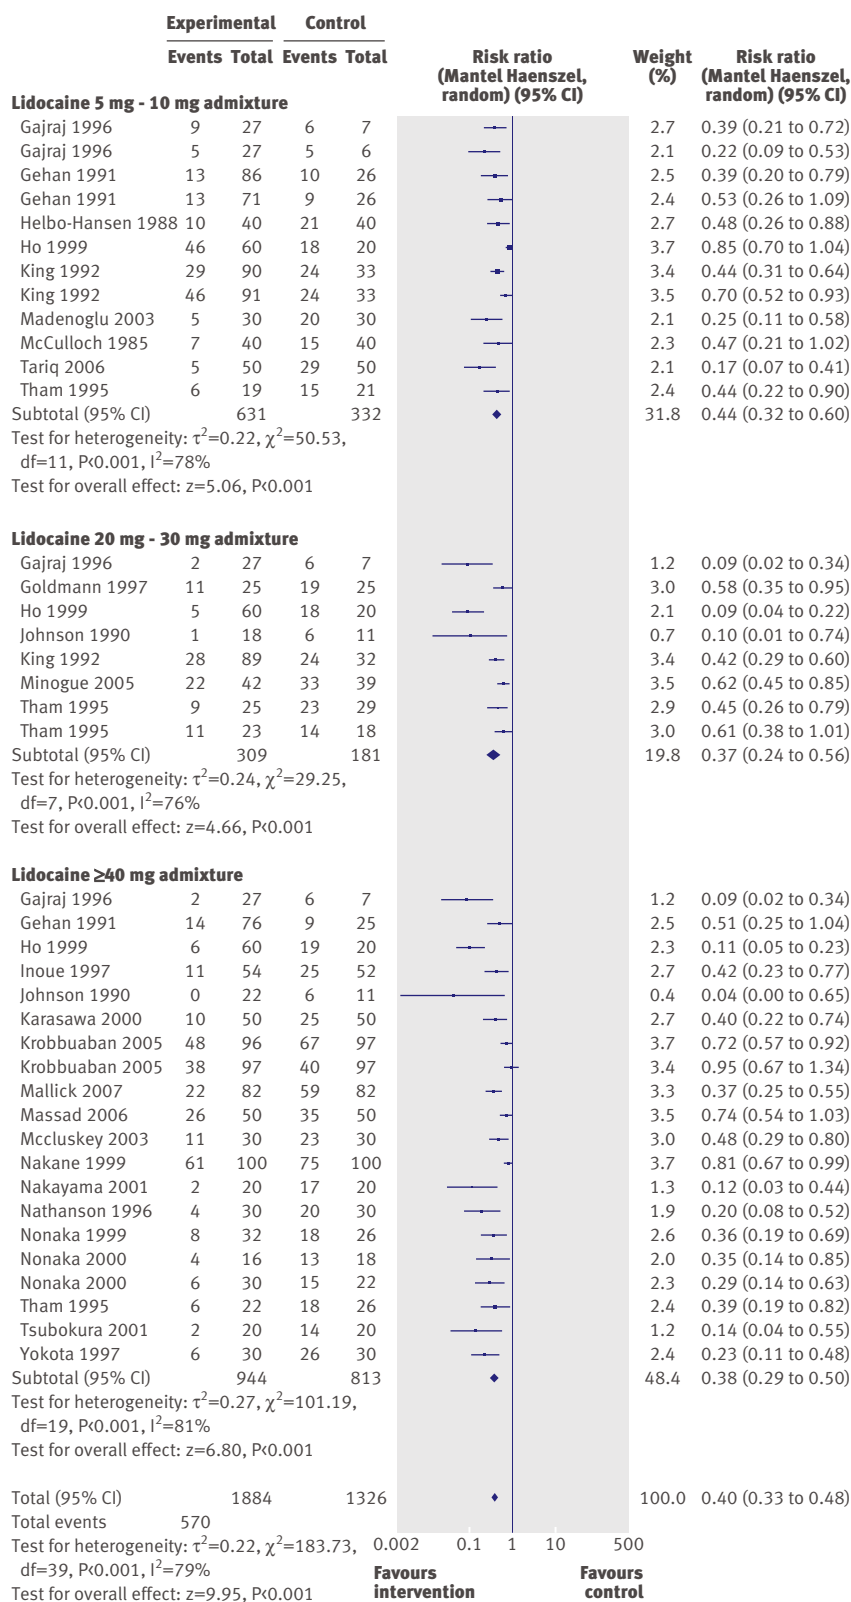 Experimental Control
Events Total Events Total Risk ratio (Mantel Haenszel, random) (95% CI) Weight (%) Risk ratio (Mantel Haenszel, random) (95% CI)
Lidocaine 5 mg - 10 mg admixture
Gajraj 1996 9 27 6 7 2.7 0.39 (0.21 to 0.72)
Gajraj 1996 5 27 5 6 2.1 0.22 (0.09 to 0.53)
Gehan 1991 13 86 10 26 2.5 0.39 (0.20 to 0.79)
Gehan 1991 13 71 9 26 2.4 0.53 (0.26 to 1.09)
Helbo-Hansen 1988 10 40 21 40 2.7 0.48 (0.26 to 0.88)
Ho 1999 46 60 18 20 3.7 0.85 (0.70 to 1.04)
King 1992 29 90 24 33 3.4 0.44 (0.31 to 0.64)
King 1992 46 91 24 33 3.5 0.70 (0.52 to 0.93)
Madenoglu 2003 5 30 20 30 2.1 0.25 (0.11 to 0.58)
McCulloch 1985 7 40 15 40 2.3 0.47 (0.21 to 1.02)
Tariq 2006 5 50 29 50 2.1 0.17 (0.07 to 0.41)
Tham 1995 6 19 15 21 2.4 0.44 (0.22 to 0.90)
Subtotal (95% CI) 631 332 31.8 0.44 (0.32 to 0.60)
Test for heterogeneity: τ²=0.22, χ²=50.53,
df=11, P<0.001, I²=78%
Test for overall effect: z=5.06, P<0.001
Lidocaine 20 mg - 30 mg admixture
Gajraj 1996 2 27 6 7 1.2 0.09 (0.02 to 0.34)
Goldmann 1997 11 25 19 25 3.0 0.58 (0.35 to 0.95)
Ho 1999 5 60 18 20 2.1 0.09 (0.04 to 0.22)
Johnson 1990 1 18 6 11 0.7 0.10 (0.01 to 0.74)
King 1992 28 89 24 32 3.4 0.42 (0.29 to 0.60)
Minogue 2005 22 42 33 39 3.5 0.62 (0.45 to 0.85)
Tham 1995 9 25 23 29 2.9 0.45 (0.26 to 0.79)
Tham 1995 11 23 14 18 3.0 0.61 (0.38 to 1.01)
Subtotal (95% CI) 309 181 19.8 0.37 (0.24 to 0.56)
Test for heterogeneity: τ²=0.24, χ²=29.25,
df=7, P<0.001, I²=76%
Test for overall effect: z=4.66, P<0.001
Lidocaine ≥40 mg admixture
Gajraj 1996 2 27 6 7 1.2 0.09 (0.02 to 0.34)
Gehan 1991 14 76 9 25 2.5 0.51 (0.25 to 1.04)
Ho 1999 6 60 19 20 2.3 0.11 (0.05 to 0.23)
Inoue 1997 11 54 25 52 2.7 0.42 (0.23 to 0.77)
Johnson 1990 0 22 6 11 0.4 0.04 (0.00 to 0.65)
Karasawa 2000 10 50 25 50 2.7 0.40 (0.22 to 0.74)
Krobbuaban 2005 48 96 67 97 3.7 0.72 (0.57 to 0.92)
Krobbuaban 2005 38 97 40 97 3.4 0.95 (0.67 to 1.34)
Mallick 2007 22 82 59 82 3.3 0.37 (0.25 to 0.55)
Massad 2006 26 50 35 50 3.5 0.74 (0.54 to 1.03)
Mccluskey 2003 11 30 23 30 3.0 0.48 (0.29 to 0.80)
Nakane 1999 61 100 75 100 3.7 0.81 (0.67 to 0.99)
Nakayama 2001 2 20 17 20 1.3 0.12 (0.03 to 0.44)
Nathanson 1996 4 30 20 30 1.9 0.20 (0.08 to 0.52)
Nonaka 1999 8 32 18 26 2.6 0.36 (0.19 to 0.69)
Nonaka 2000 4 16 13 18 2.0 0.35 (0.14 to 0.85)
Nonaka 2000 6 30 15 22 2.3 0.29 (0.14 to 0.63)
Tham 1995 6 22 18 26 2.4 0.39 (0.19 to 0.82)
Tsubokura 2001 2 20 14 20 1.2 0.14 (0.04 to 0.55)
Yokota 1997 6 30 26 30 2.4 0.23 (0.11 to 0.48)
Subtotal (95% CI) 944 813 48.4 0.38 (0.29 to 0.50)
Test for heterogeneity: τ²=0.27, χ²=101.19,
df=19, P<0.001, I²=81%
Test for overall effect: z=6.80, P<0.001
Total (95% CI) 1884 1326 100.0 0.40 (0.33 to 0.48)
Total events 570
Test for heterogeneity: τ²=0.22, χ²=183.73,
df=39, P<0.001, I²=79%
Test for overall effect: z=9.95, P<0.001
0.002 0.1 1 10 500
Favours intervention Favours control